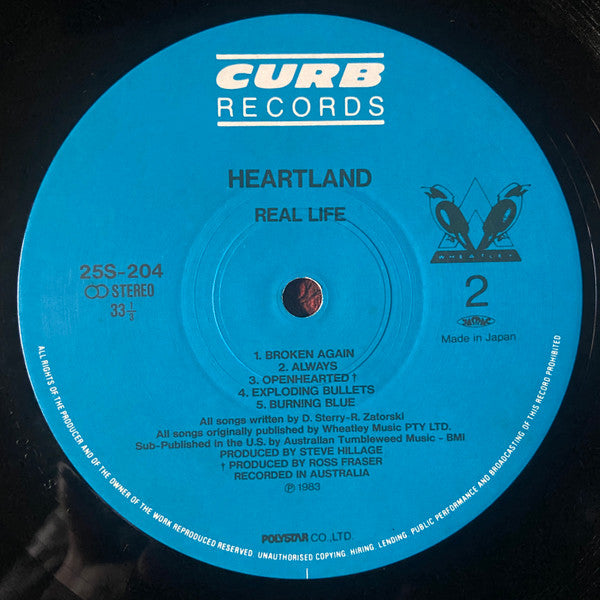 CURB
RECORDS
HEARTLAND
REAL LIFE
WHEATLEY
25S-204
STEREO
33 1/3
2
Made in Japan
1. BROKEN AGAIN
2. ALWAYS
3. OPENHEARTED †
4. EXPLODING BULLETS
5. BURNING BLUE
All songs written by D. Sterry-R. Zatorski
All songs originally published by Wheatley Music PTY LTD.
Sub-Published in the U.S. by Australian Tumbleweed Music - BMI
PRODUCED BY STEVE HILLAGE
† PRODUCED BY ROSS FRASER
RECORDED IN AUSTRALIA
℗ 1983
POLYSTAR CO., LTD.
ALL RIGHTS OF THE PRODUCER AND OF THE OWNER OF THE WORK REPRODUCED RESERVED. UNAUTHORISED COPYING. HIRING. LENDING. PUBLIC PERFORMANCE AND BROADCASTING OF THIS RECORD PROHIBITED